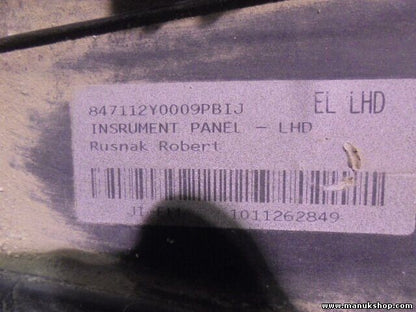 847112Y0009PBIJ EL LHD
INSRUMENT PANEL - LHD
Rusnak Robert
1011262849
www.manukshop.com